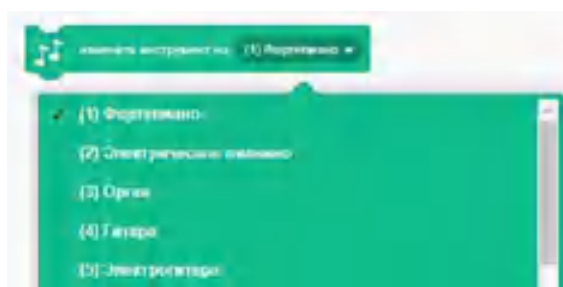 изменить инструмент на (1) Фортепиано
(1) Фортепиано
(2) Электрическое пианино
(3) Орган
(4) Гитара
(5) Электрогитара